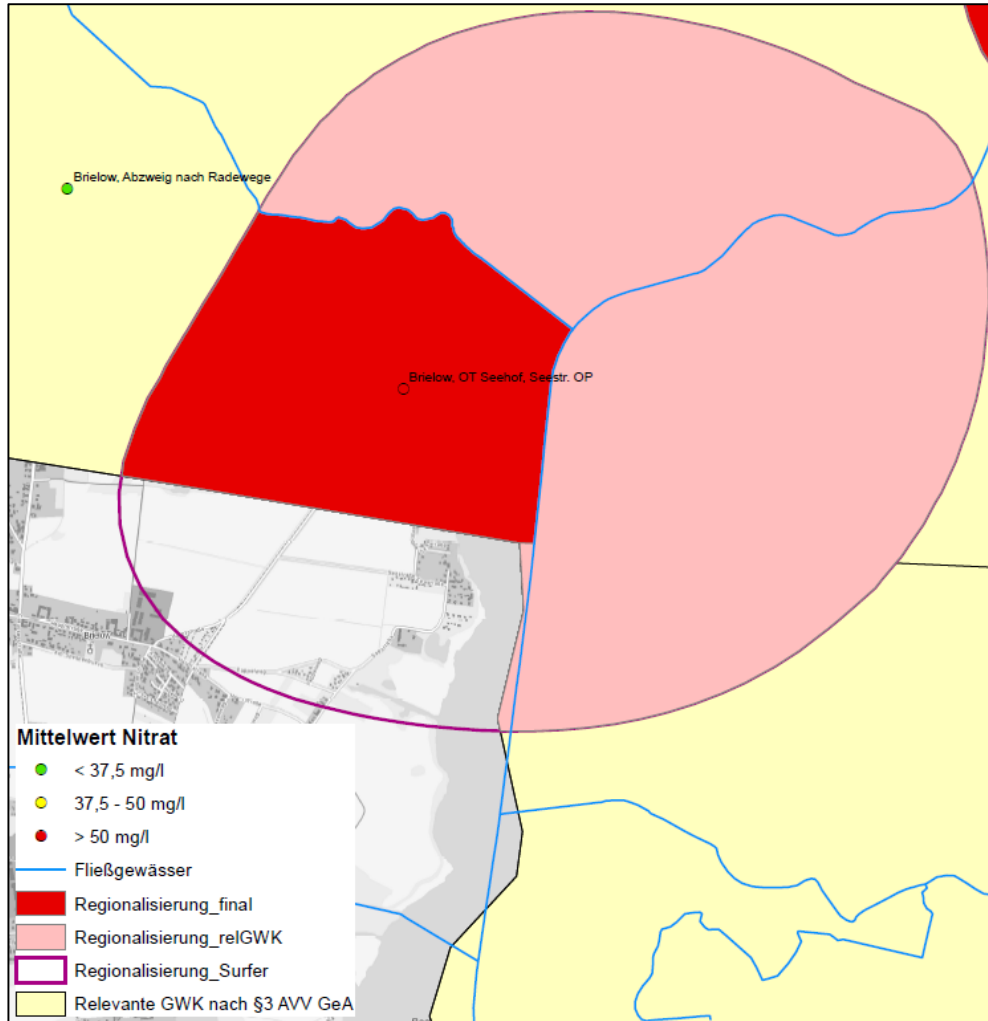 Brielow, Abzweig nach Radewege
Brielow, OT Seehof, Seestr. OP
Brielow
Mittelwert Nitrat
< 37,5 mg/l
37,5 - 50 mg/l
> 50 mg/l
Fließgewässer
Regionalisierung_final
Regionalisierung_relGWK
Regionalisierung_Surfer
Relevante GWK nach §3 AVV GeA